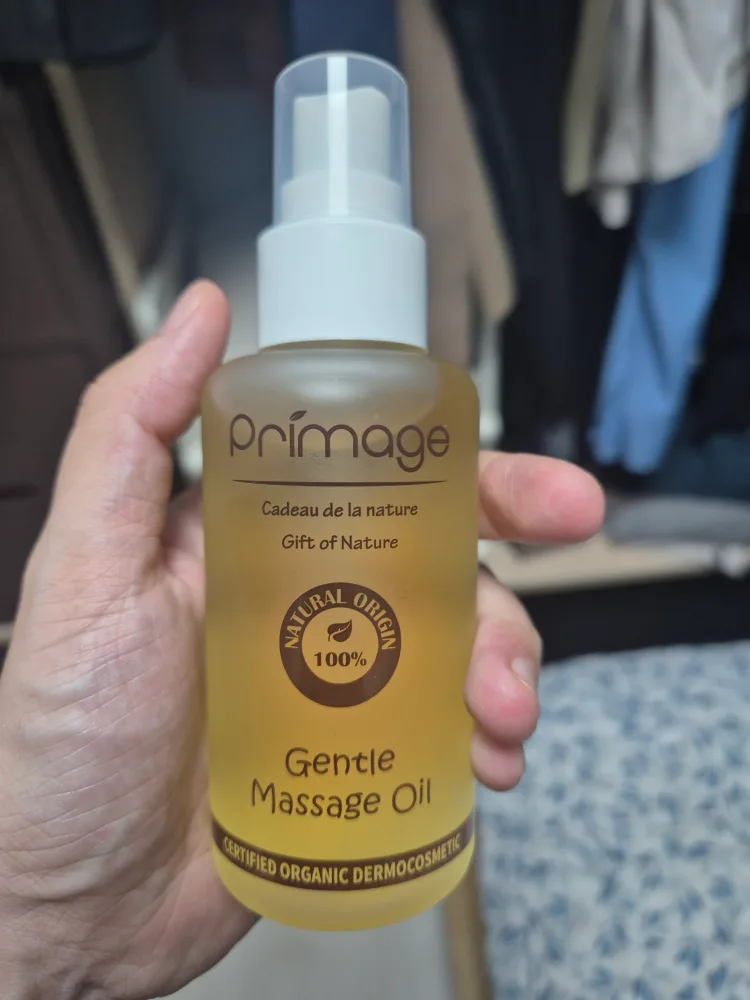 Primage
Cadeau de la nature
Gift of Nature
NATURAL ORIGIN
100%
Gentle
Massage Oil
CERTIFIED ORGANIC DERMOCOSMETIC